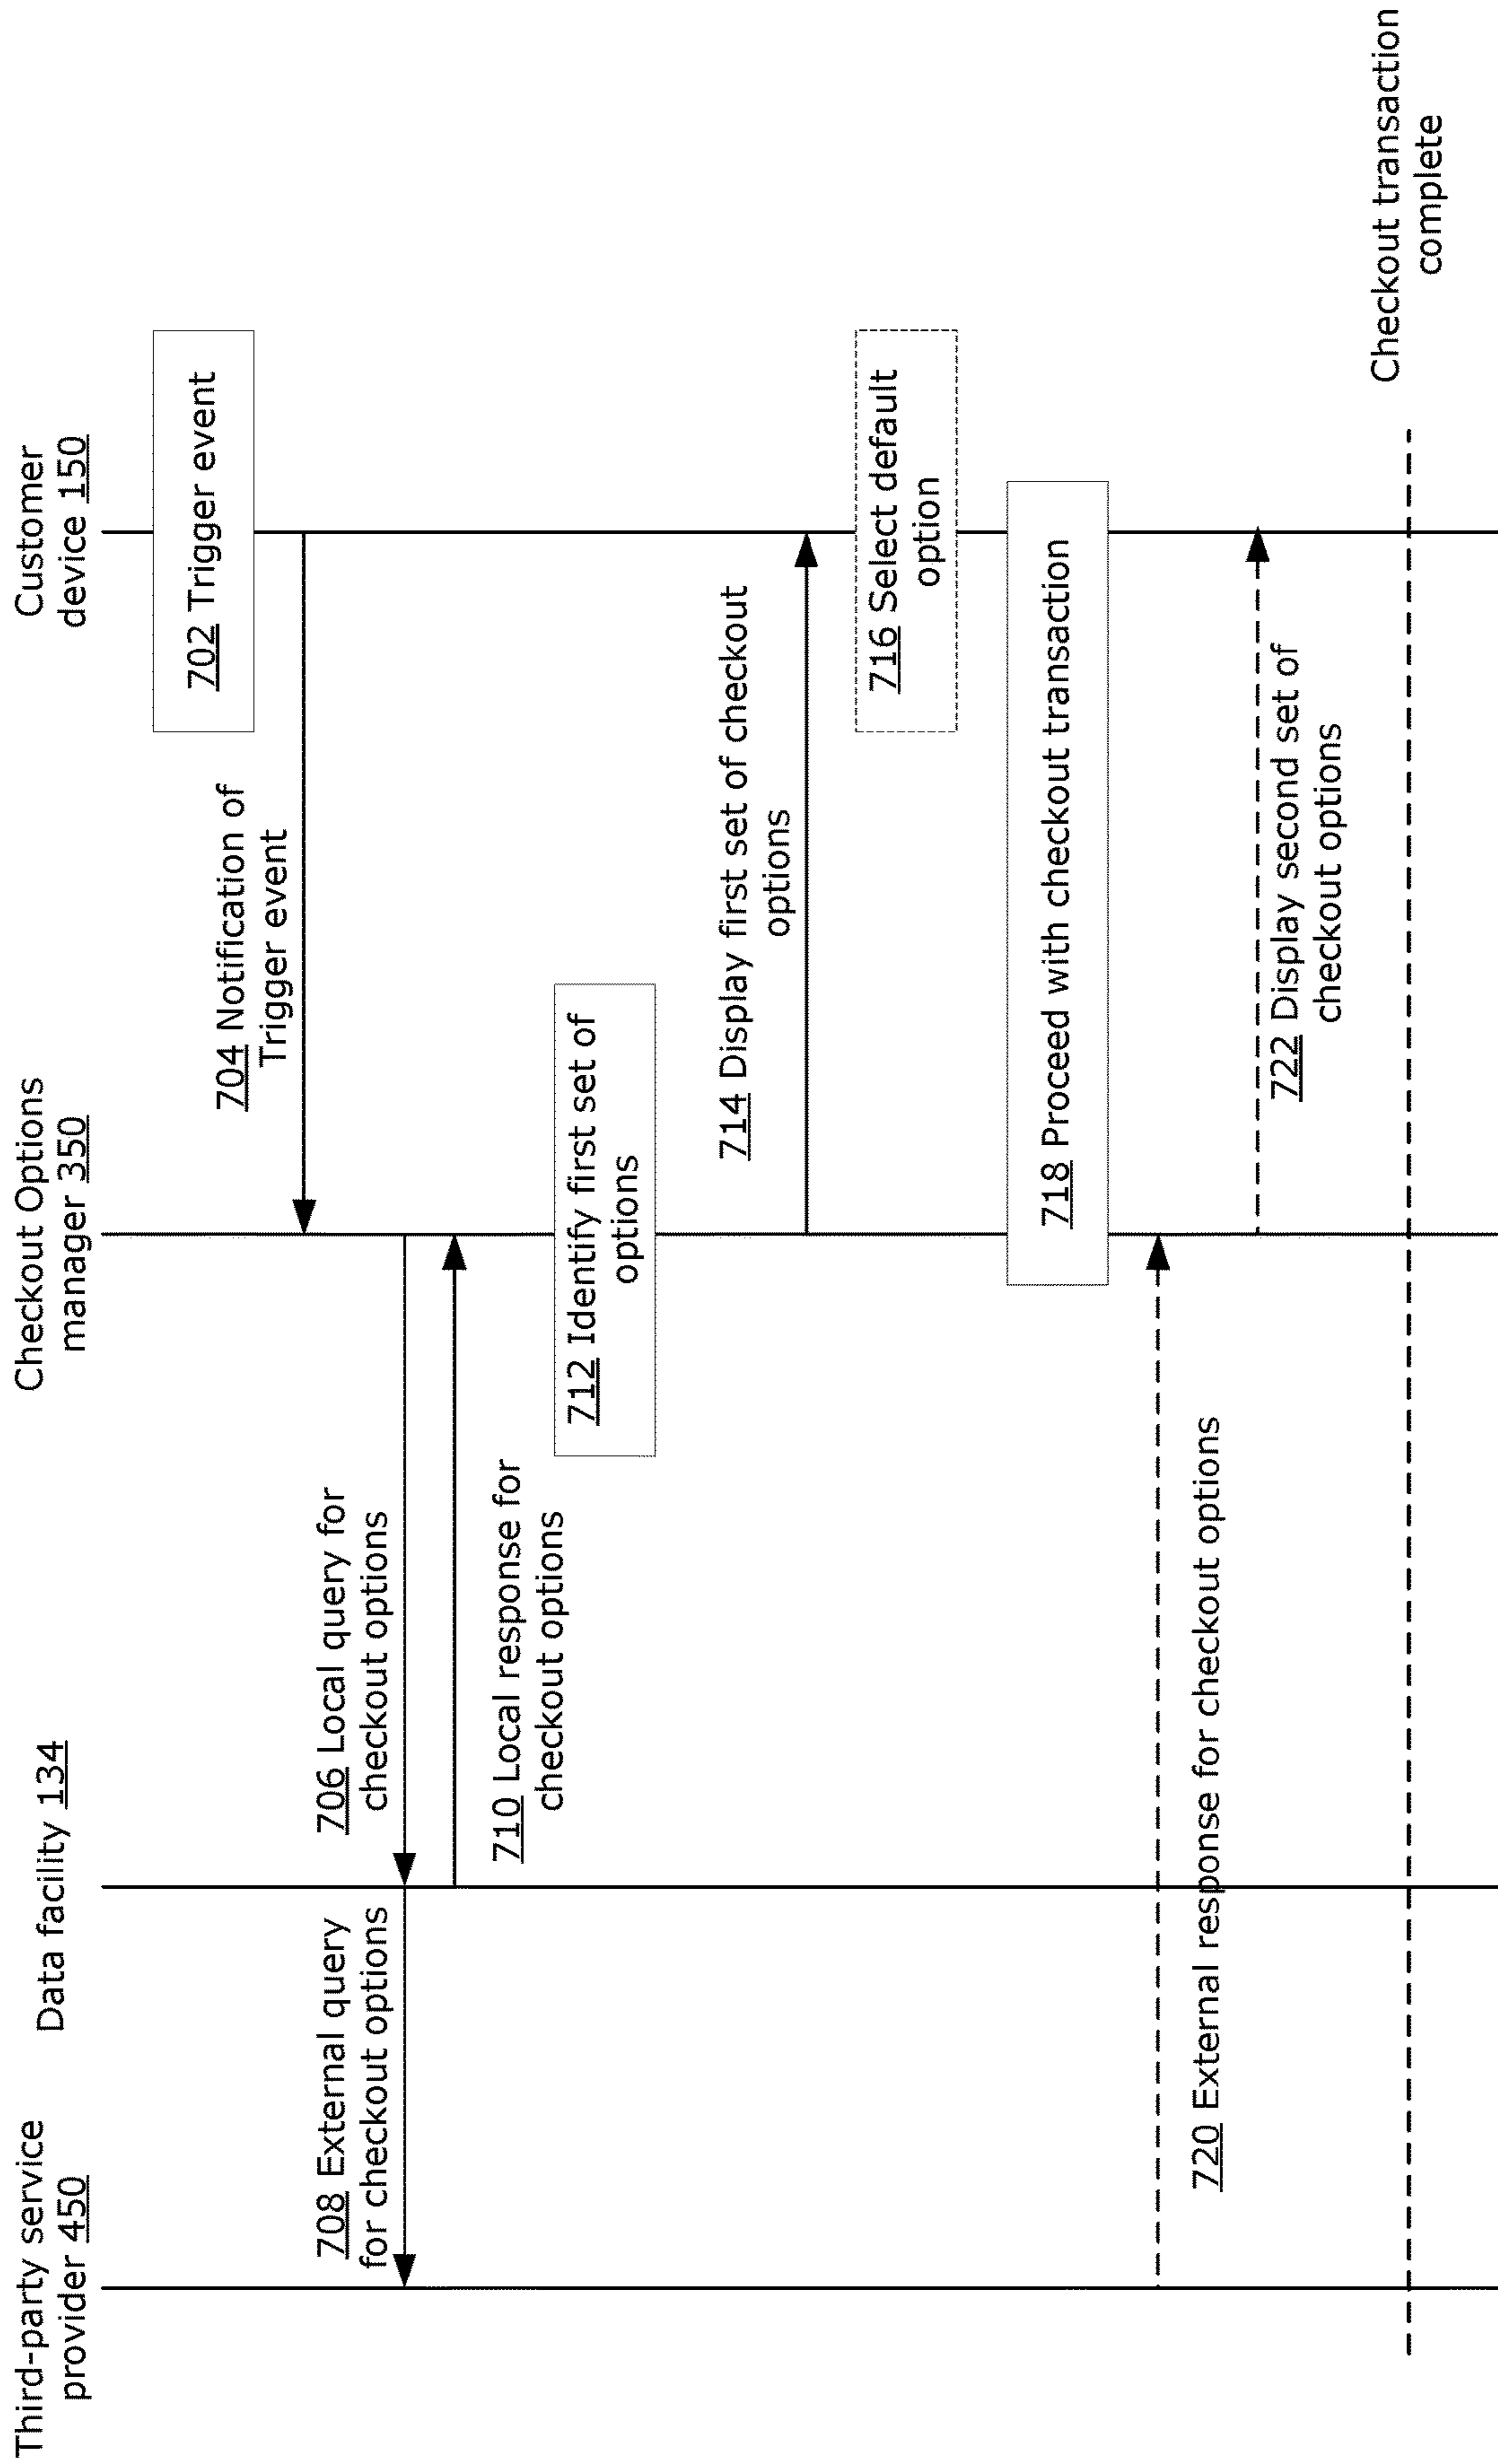 Third-party service
provider 450
Data facility 134
Checkout Options
manager 350
Customer
device 150
702 Trigger event
704 Notification of
Trigger event
706 Local query for
checkout options
708 External query
for checkout options
710 Local response for
checkout options
712 Identify first set of
options
714 Display first set of checkout
options
716 Select default
option
718 Proceed with checkout transaction
720 External response for checkout options
722 Display second set of
checkout options
Checkout transaction
complete